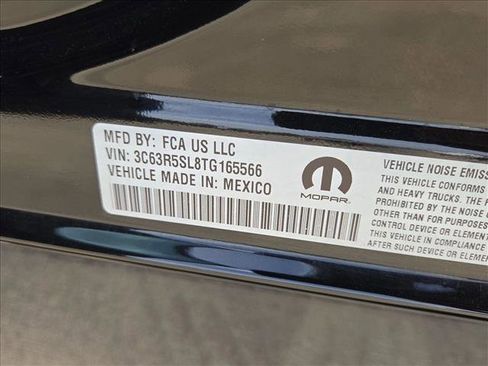 MFD BY: FCA US LLC
VIN: 3C63R5SL8TG165566
VEHICLE MADE IN: MEXICO
MOPAR
VEHICLE NOISE EMISS
THIS VEHICLE CONFORMS
AND HEAVY TRUCKS. THE F
PROHIBITED BY THE NOISE
OTHER THAN FOR PURPOSES
CONTROL DEVICE OR ELEMEN
THIS VEHICLE IN COMPLIANCE
AFTER SUCH DEVICE OR ELEM